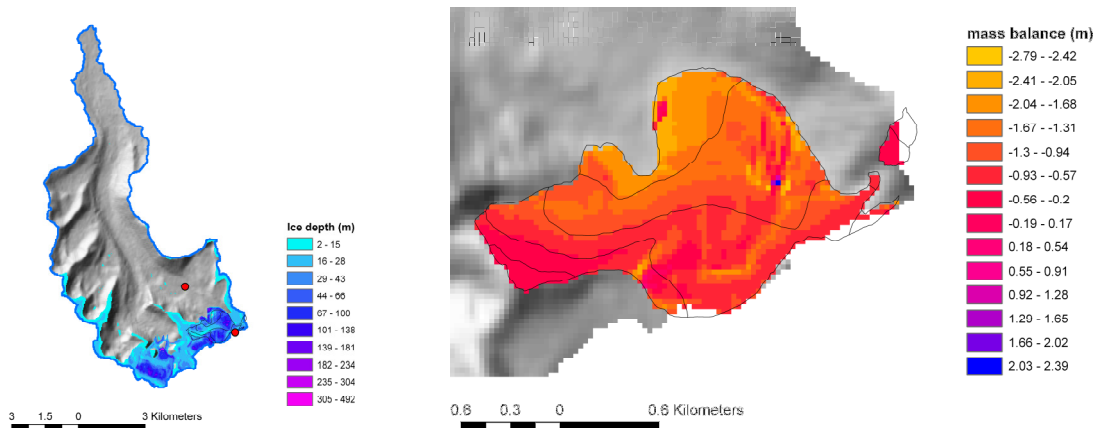 Ice depth (m)
2 - 15
16 - 28
29 - 43
44 - 66
67 - 100
101 - 138
139 - 181
182 - 234
235 - 304
305 - 492
3 1.5 0 3 Kilometers
mass balance (m)
-2.79 - -2.42
-2.41 - -2.05
-2.04 - -1.68
-1.67 - -1.31
-1.3 - -0.94
-0.93 - -0.57
-0.56 - -0.2
-0.19 - 0.17
0.18 - 0.54
0.55 - 0.91
0.92 - 1.28
1.29 - 1.65
1.66 - 2.02
2.03 - 2.39
0.6 0.3 0 0.6 Kilometers